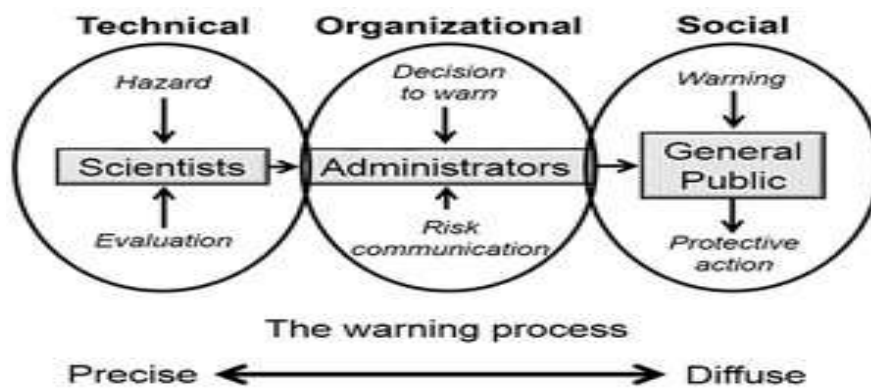 Technical Organizational Social
Hazard
Decision
to warn
Warning
Scientists
Administrators
General
Public
Evaluation
Risk
communication
Protective
action
The warning process
Precise Diffuse